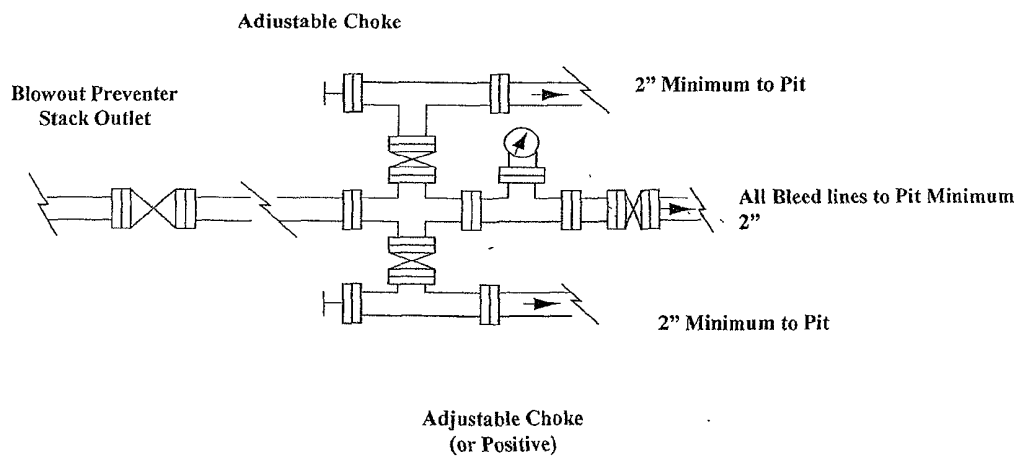 Adjustable Choke
Blowout Preventer
Stack Outlet
2” Minimum to Pit
All Bleed lines to Pit Minimum
2”
2” Minimum to Pit
Adjustable Choke
(or Positive)